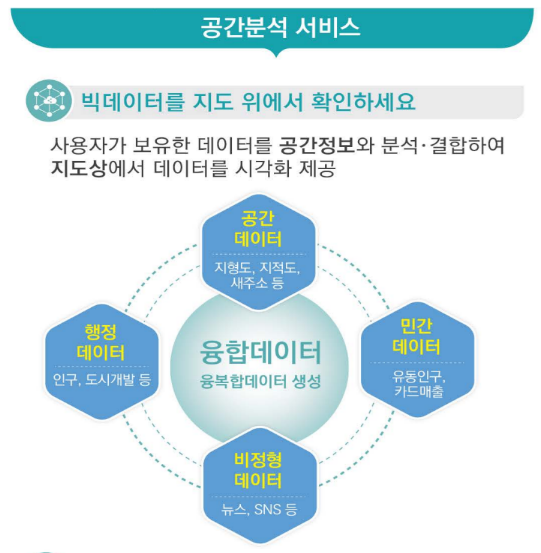 공간분석 서비스
빅데이터를 지도 위에서 확인하세요
사용자가 보유한 데이터를 공간정보와 분석·결합하여
지도상에서 데이터를 시각화 제공
공간
데이터
지형도, 지적도,
새주소 등
행정
데이터
인구, 도시개발 등
융합데이터
융복합데이터 생성
민간
데이터
유동인구,
카드매출
비정형
데이터
뉴스, SNS 등